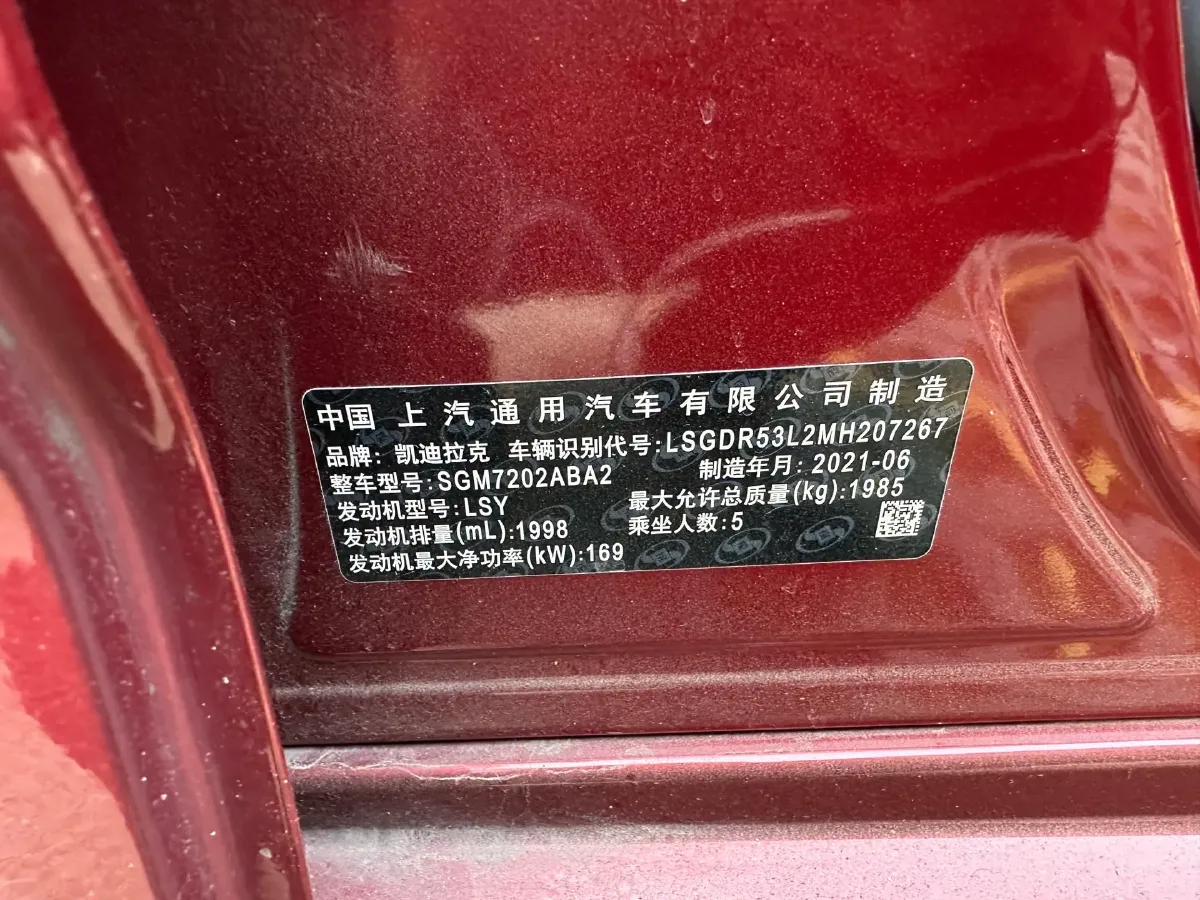 中国 上汽通用汽车有限公司制造
品牌: 凯迪拉克 车辆识别代号:LSGDR53L2MH207267
整车型号:SGM7202ABA2 制造年月: 2021-06
发动机型号:LSY 最大允许总质量(kg):1985
发动机排量(mL):1998 乘坐人数:5
发动机最大净功率(kW):169